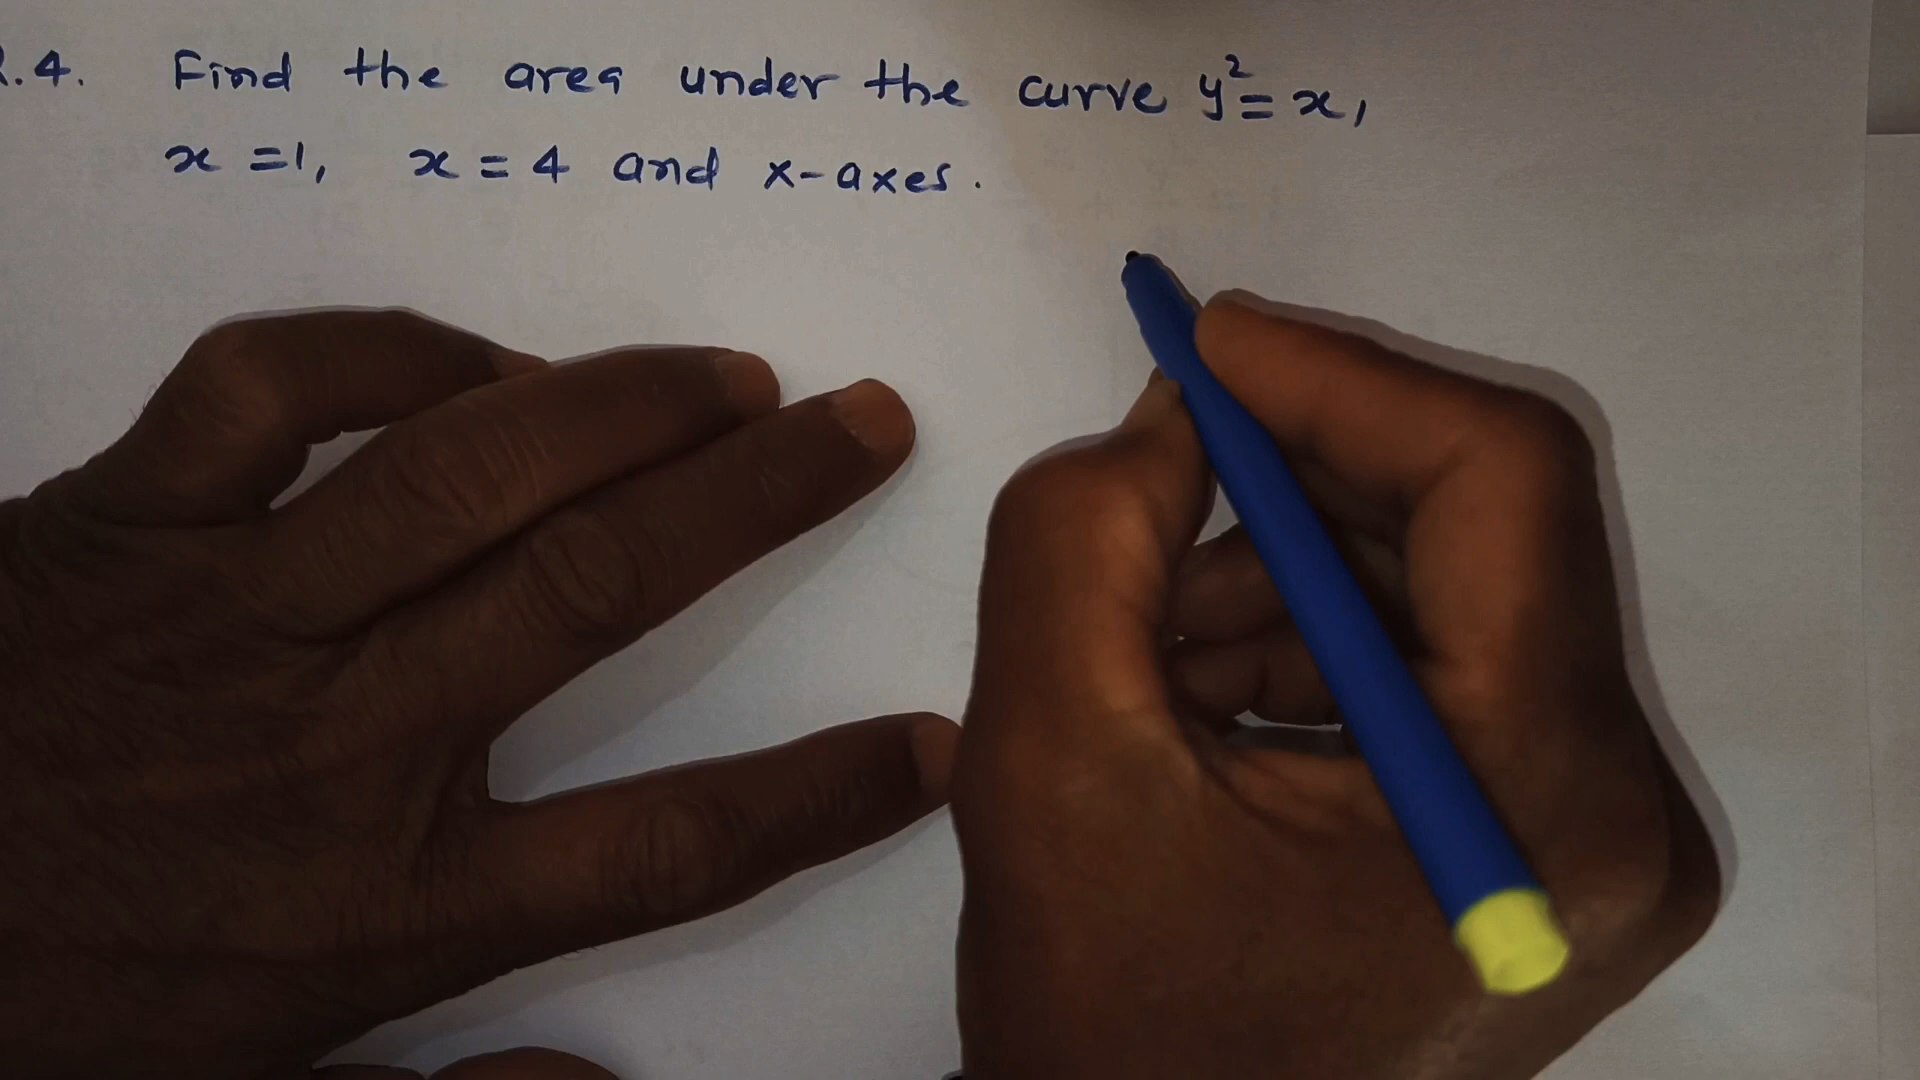 .4. Find the area under the curve y²= x,
x =1, x = 4 and x-axes.